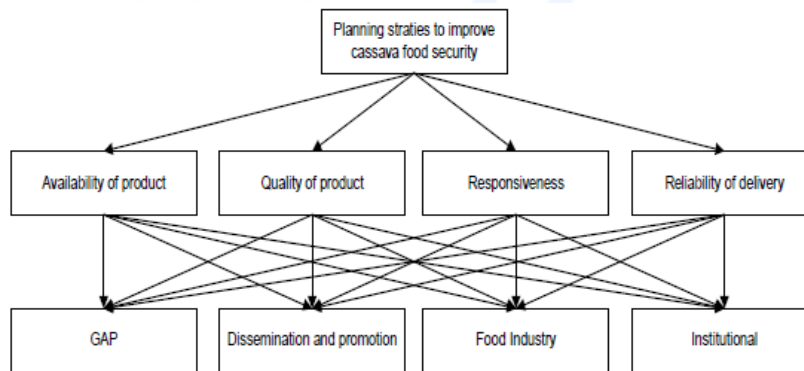 Planning straties to improve
cassava food security
Availability of product
Quality of product
Responsiveness
Reliability of delivery
GAP
Dissemination and promotion
Food Industry
Institutional